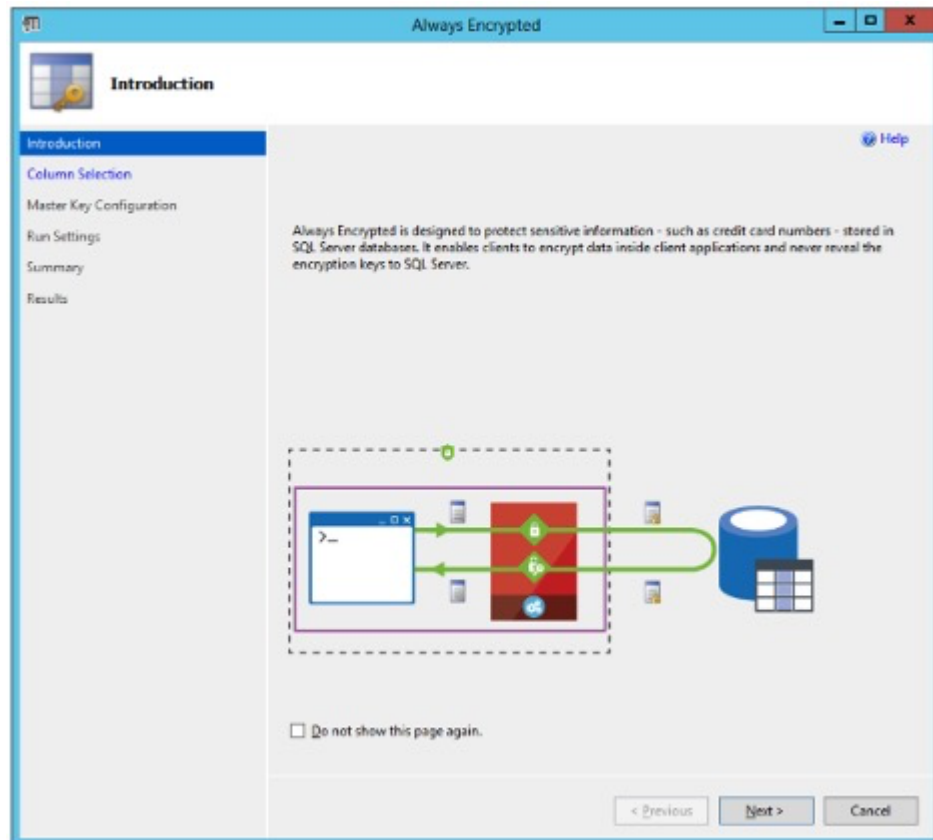 Always Encrypted
Introduction
Introduction
Column Selection
Master Key Configuration
Run Settings
Summary
Results
Help
Always Encrypted is designed to protect sensitive information - such as credit card numbers - stored in
SQL Server databases. It enables clients to encrypt data inside client applications and never reveal the
encryption keys to SQL Server.
>_
Do not show this page again.
< Previous
Next >
Cancel